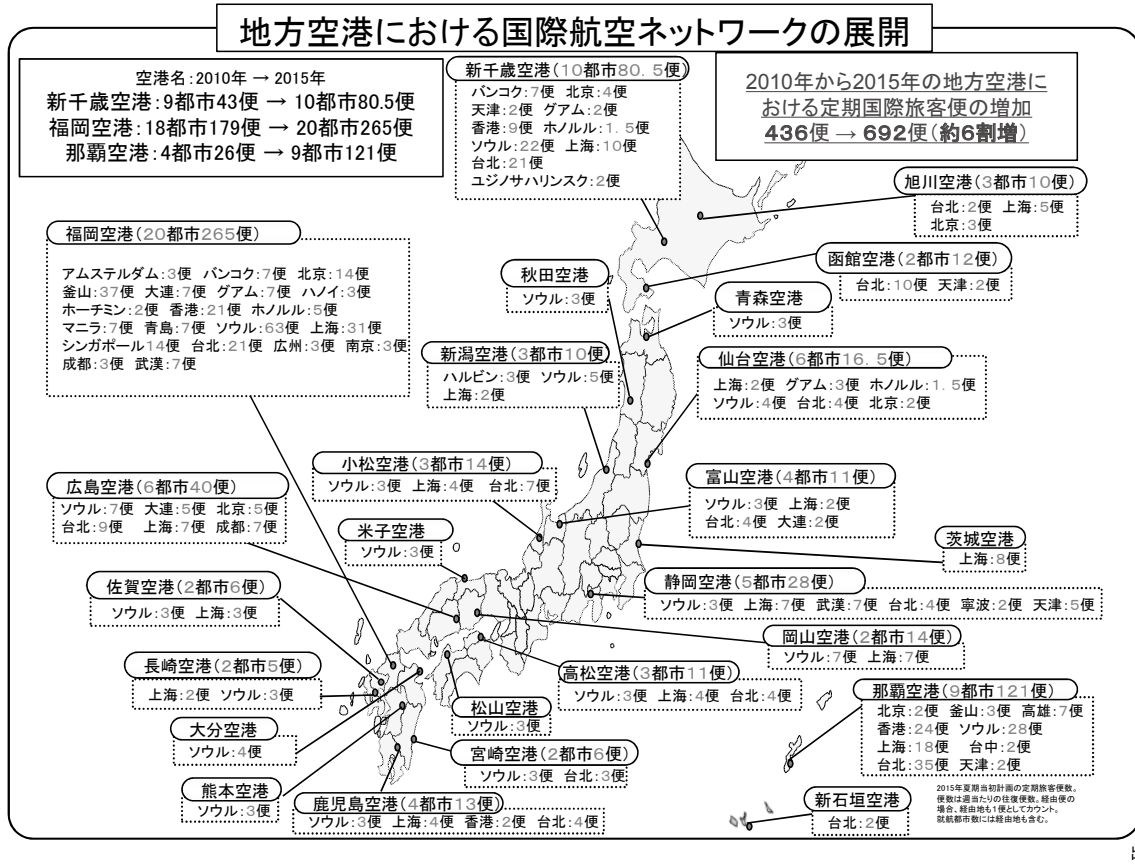 地方空港における国際航空ネットワークの展開
空港名：2010年 → 2015年
新千歳空港：9都市43便 → 10都市80.5便
福岡空港：18都市179便 → 20都市265便
那覇空港：4都市26便 → 9都市121便
新千歳空港(10都市80.5便)
バンコク：7便 北京：4便
天津：2便 グアム：2便
香港：9便 ホノルル：1.5便
ソウル：22便 上海：10便
台北：21便
ユジノサハリンスク：2便
2010年から2015年の地方空港に
おける定期国際旅客便の増加
436便 → 692便(約6割増)
旭川空港(3都市10便)
台北：2便 上海：5便
北京：3便
福岡空港(20都市265便)
アムステルダム：3便 バンコク：7便 北京：14便
釜山：37便 大連：7便 グアム：7便 ハノイ：3便
ホーチミン：2便 香港：21便 ホノルル：5便
マニラ：7便 青島：7便 ソウル：63便 上海：31便
シンガポール14便 台北：21便 広州：3便 南京：3便
成都：3便 武漢：7便
秋田空港
ソウル：3便
函館空港(2都市12便)
台北：10便 天津：2便
青森空港
ソウル：3便
新潟空港(3都市10便)
ハルビン：3便 ソウル：5便
上海：2便
仙台空港(6都市16.5便)
上海：2便 グアム：3便 ホノルル：1.5便
ソウル：4便 台北：4便 北京：2便
小松空港(3都市14便)
ソウル：3便 上海：4便 台北：7便
富山空港(4都市11便)
ソウル：3便 上海：2便
台北：4便 大連：2便
広島空港(6都市40便)
ソウル：7便 大連：5便 北京：5便
台北：9便 上海：7便 成都：7便
米子空港
ソウル：3便
茨城空港
上海：8便
佐賀空港(2都市6便)
ソウル：3便 上海：3便
静岡空港(5都市28便)
ソウル：3便 上海：7便 武漢：7便 台北：4便 寧波：2便 天津：5便
岡山空港(2都市14便)
ソウル：7便 上海：7便
長崎空港(2都市5便)
上海：2便 ソウル：3便
高松空港(3都市11便)
ソウル：3便 上海：4便 台北：4便
那覇空港(9都市121便)
北京：2便 釜山：3便 高雄：7便
香港：24便 ソウル：28便
上海：18便 台中：2便
台北：35便 天津：2便
松山空港
ソウル：3便
大分空港
ソウル：4便
宮崎空港(2都市6便)
ソウル：3便 台北：3便
熊本空港
ソウル：3便
鹿児島空港(4都市13便)
ソウル：3便 上海：4便 香港：2便 台北：4便
新石垣空港
台北：2便
2015年夏期当初計画の定期旅客便数。
便数は週当たりの往復便数。経由便の
場合、経由地も1便としてカウント。
就航都市数には経由地も含む。